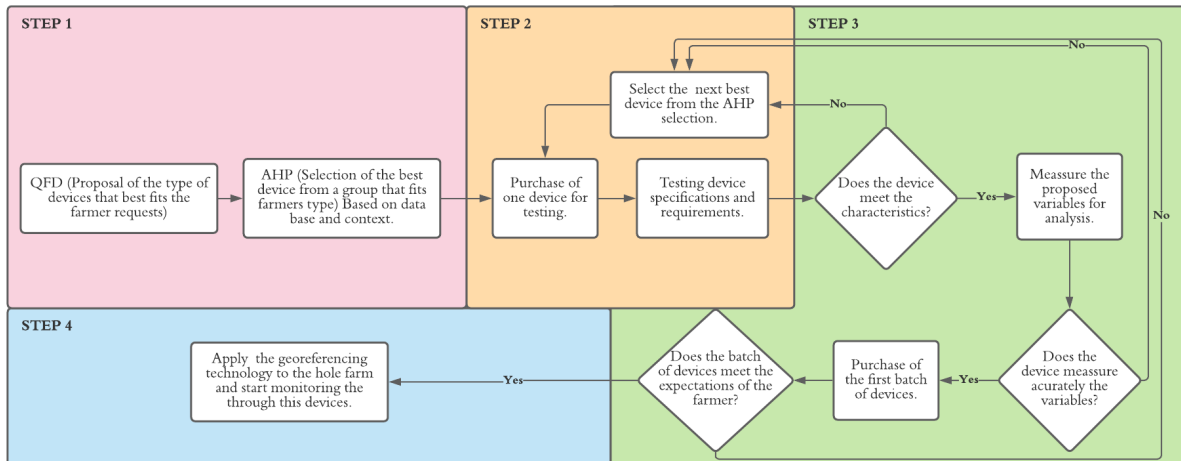 STEP 1
QFD (Proposal of the type of
devices that best fits the
farmer requests)
AHP (Selection of the best
device from a group that fits
farmers type) Based on data
base and context.
STEP 2
Select the next best
device from the AHP
selection.
Purchase of
one device for
testing.
Testing device
specifications and
requirements.
STEP 3
No
No
Does the device
meet the
characteristics?
Yes
Meassure the
proposed
variables for
analysis.
No
Does the
device meassure
acurately the
variables?
Yes
Purchase of
the first batch
of devices.
Does the batch
of devices meet the
expectations of the
farmer?
Yes
STEP 4
Apply the georeferencing
technology to the hole farm
and start monitoring the
through this devices.